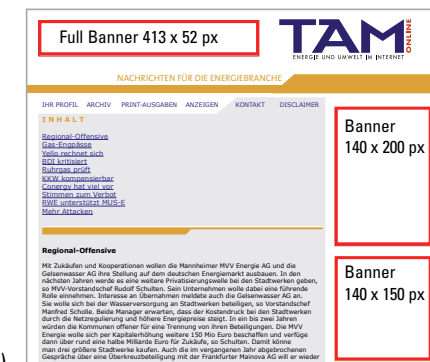 Full Banner 413 x 52 px
TAM
ONLINE
ENERGIE UND UMWELT IM INTERNET
NACHRICHTEN FÜR DIE ENERGIEBRANCHE
IHR PROFIL ARCHIV PRINT-AUSGABEN ANZEIGEN KONTAKT DISCLAIMER
INHALT
Regional-Offensive
Gas-Engpässe
Yello rechnet sich
BDI kritisiert
Ruhrgas prüft
KKW kompensierbar
Conergy hat viel vor
Stimmen zum Verbot
RWE unterstützt MUS-E
Mehr Attacken
Banner
140 x 200 px
Regional-Offensive
Mit Zukäufen und Kooperationen wollen die Mannheimer MVV Energie AG und die
Gelsenwasser AG ihre Stellung auf dem deutschen Energiemarkt ausbauen. In den
nächsten Jahren werde es eine weitere Privatisierungswelle bei den Stadtwerken geben,
so MVV-Vorstandschef Rudolf Schulten. Sein Unternehmen wolle dabei eine führende
Rolle einnehmen. Interesse an Übernahmen meldete auch die Gelsenwasser AG an.
Sie wolle sich bei der Wasserversorgung an Stadtwerken beteiligen, so Vorstandschef
Manfred Scholle. Beide Manager erwarten, dass der Kostendruck bei den Stadtwerken
durch die Netzregulierung und höhere Energiepreise steigt. In ein bis zwei Jahren
würden die Kommunen offener für eine Trennung von ihren Beteiligungen. Die MVV
Energie wolle sich per Kapitalerhöhung weitere 150 Mio Euro beschaffen und verfüge
dann über rund eine halbe Milliarde Euro für Zukäufe, so Schulten. Damit könne
man drei größere Stadtwerke kaufen. Auch die im vergangenen Jahr abgebrochenen
Gespräche über eine Überkreuzbeteiligung mit der Frankfurter Mainova AG will er wieder
Banner
140 x 150 px
)